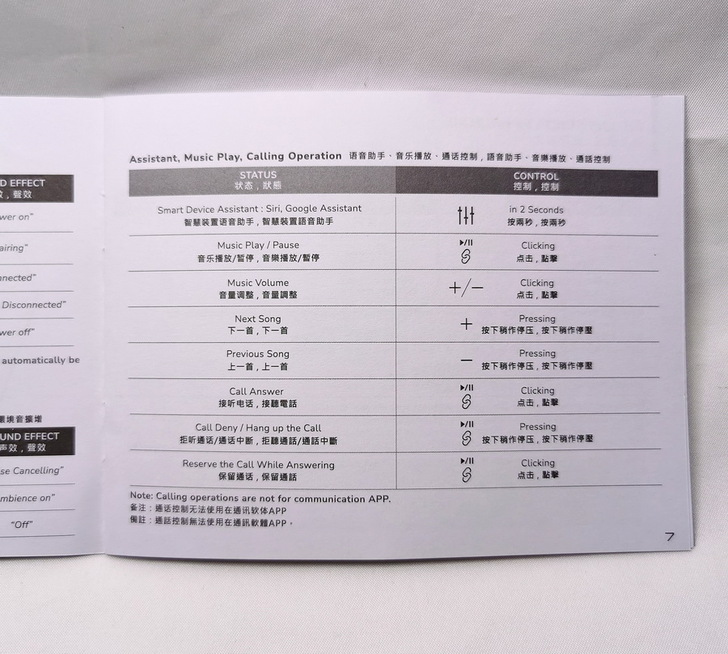 D EFFECT
聲效
wer on"
airing"
nnected"
Disconnected"
wer off"
automatically be
環境音擴增
UND EFFECT
声效 , 聲效
se Cancelling"
mbience on"
"Off"
Assistant, Music Play, Calling Operation 语音助手、音乐播放、通话控制 , 語音助手、音樂播放、通話控制
STATUS CONTROL
状态 , 狀態 控制 , 控制
Smart Device Assistant : Siri, Google Assistant in 2 Seconds
智慧装置语音助手 , 智慧裝置語音助手 按兩秒 , 按兩秒
Music Play / Pause Clicking
音乐播放/暂停 , 音樂播放/暫停 点击 , 點擊
Music Volume +/− Clicking
音量调整 , 音量調整 点击 , 點擊
Next Song + Pressing
下一首 , 下一首 按下稍作停压 , 按下稍作停壓
Previous Song − Pressing
上一首 , 上一首 按下稍作停压 , 按下稍作停壓
Call Answer Clicking
接听电话 , 接聽電話 点击 , 點擊
Call Deny / Hang up the Call Pressing
拒听通话/通话中断 , 拒聽通話/通話中斷 按下稍作停压 , 按下稍作停壓
Reserve the Call While Answering Clicking
保留通话 , 保留通話 点击 , 點擊
Note: Calling operations are not for communication APP.
备注 : 通话控制无法使用在通讯软体APP
備註 : 通話控制無法使用在通訊軟體APP。
7